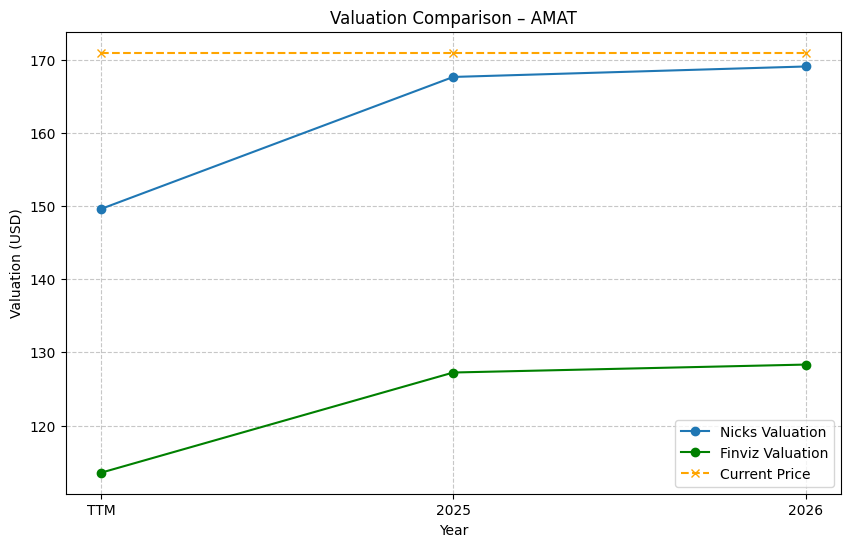 Valuation Comparison – AMAT
Valuation (USD)
170
160
150
140
130
120
TTM
2025
2026
Year
Nicks Valuation
Finviz Valuation
Current Price